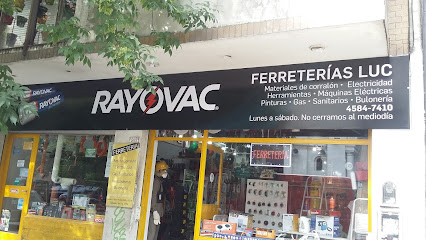 RAYOVAC
RAYOVAC
RAYOVAC
FERRETERÍAS LUC
Materiales de corralón • Electricidad
Herramientas • Máquinas Eléctricas
Pinturas • Gas • Sanitarios • Bulonería
4584-7410
Lunes a sábado. No cerramos al mediodía
FERRETERIA
FERRETERIA